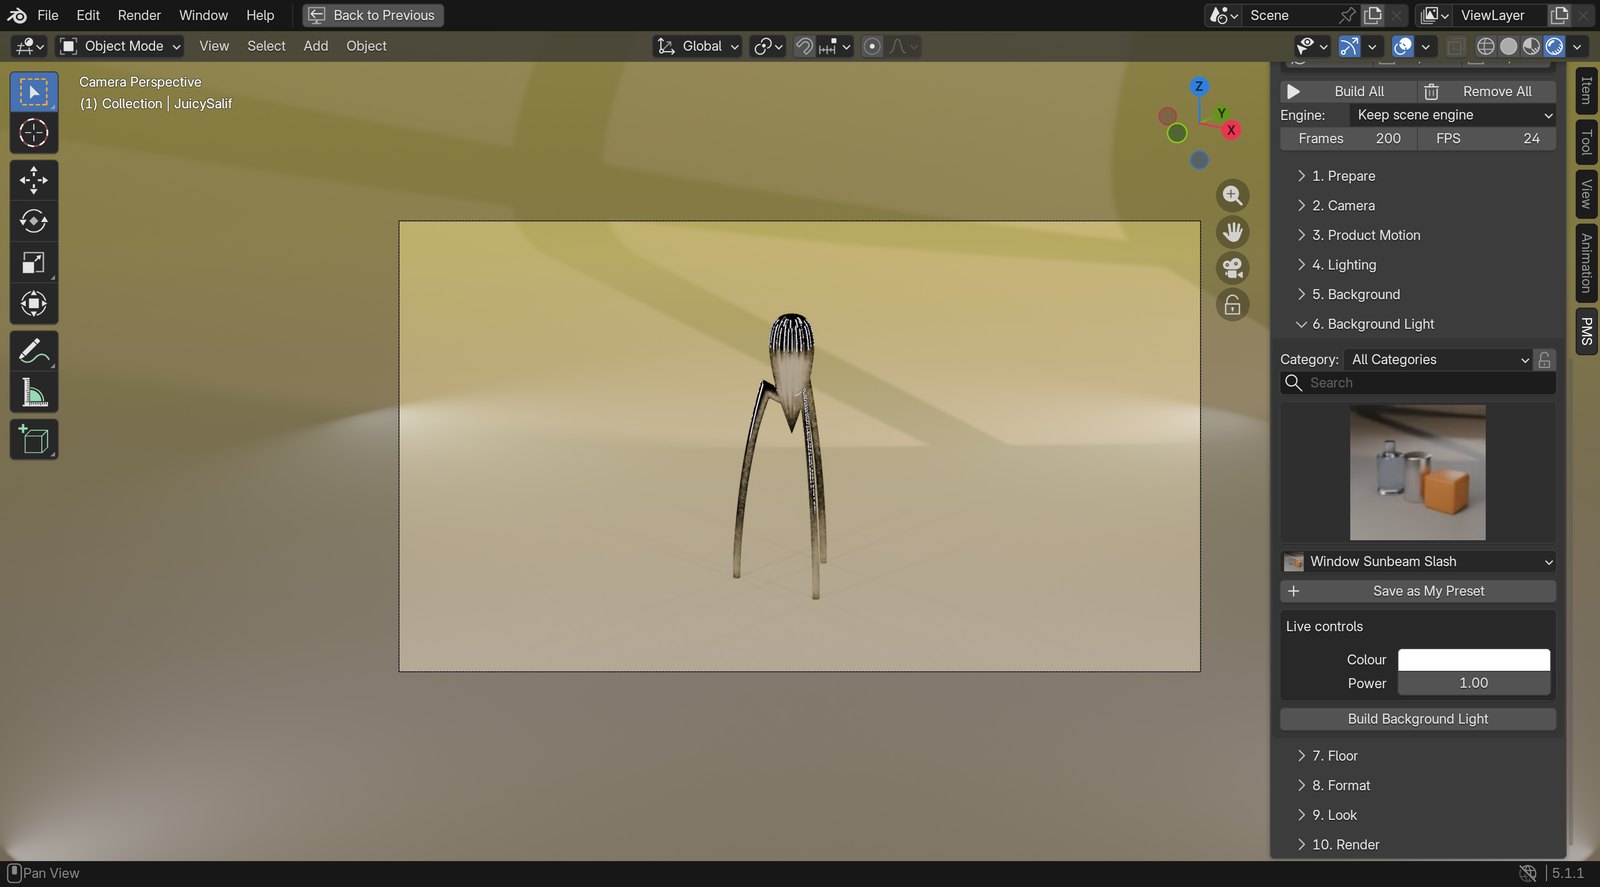 File Edit Render Window Help Back to Previous Scene ViewLayer
Object Mode View Select Add Object Global
Camera Perspective
(1) Collection | JuicySalif
Z
Y
X
Build All Remove All
Engine: Keep scene engine
Frames 200 FPS 24
1. Prepare
2. Camera
3. Product Motion
4. Lighting
5. Background
6. Background Light
Category: All Categories
Search
Window Sunbeam Slash
Save as My Preset
Live controls
Colour
Power 1.00
Build Background Light
7. Floor
8. Format
9. Look
10. Render
Item
Tool
View
Animation
PMS
Pan View 5.1.1